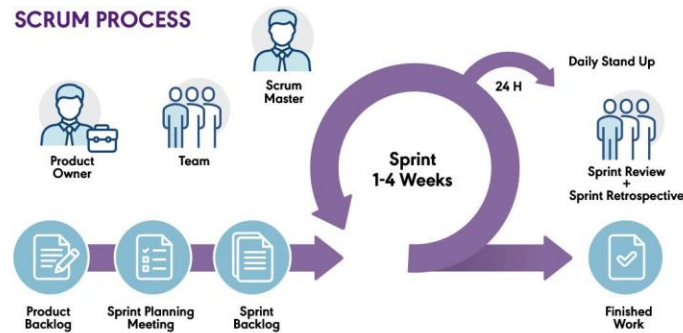 SCRUM PROCESS
Scrum
Master
Product
Owner
Team
24 H
Daily Stand Up
Sprint
1-4 Weeks
Sprint Review
+
Sprint Retrospective
Product
Backlog
Sprint Planning
Meeting
Sprint
Backlog
Finished
Work